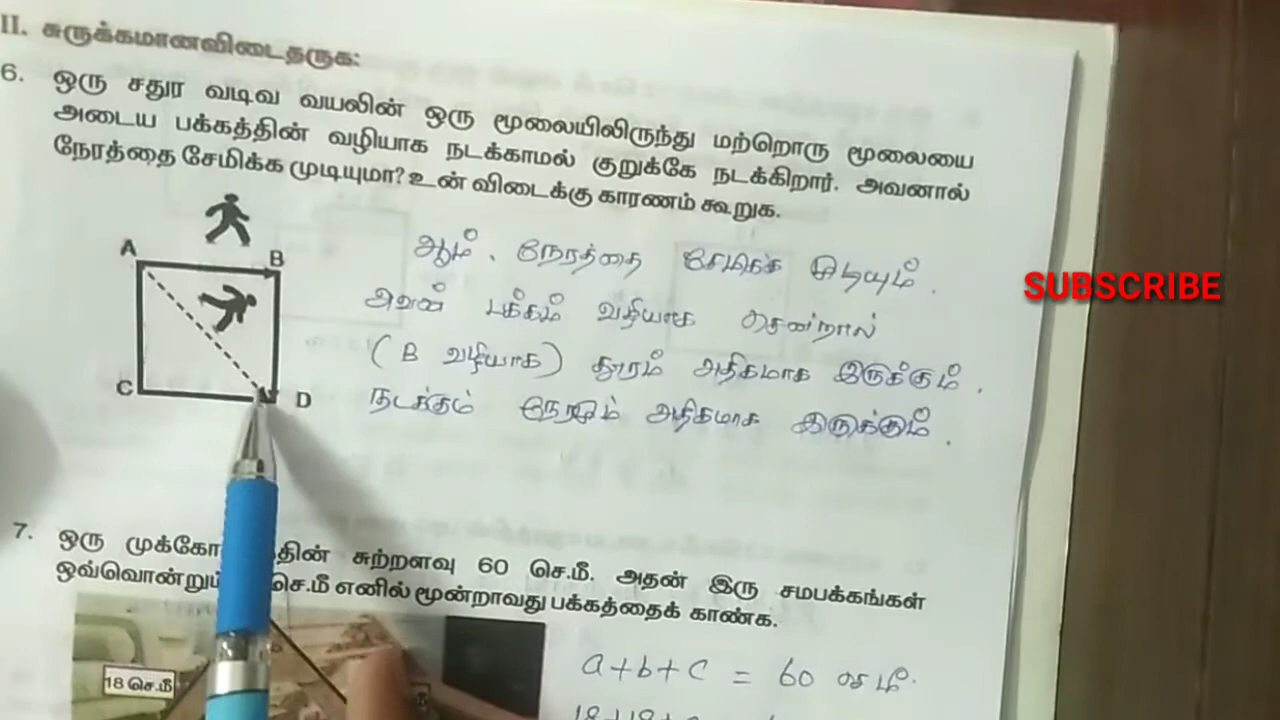 II. சுருக்கமானவிடைதருக:
6. ஒரு சதுர வடிவ வயலின் ஒரு மூலையிலிருந்து மற்றொரு மூலையை
அடைய பக்கத்தின் வழியாக நடக்காமல் குறுக்கே நடக்கிறார். அவனால்
நேரத்தை சேமிக்க முடியுமா? உன் விடைக்கு காரணம் கூறுக.
A
B
C
D
ஆம், நேரத்தை சேமிக்க முடியும்.
அவன் பக்கம் வழியாக சென்றால்
(B வழியாக) தூரம் அதிகமாக இருக்கும்.
நடக்கும் நேரமும் அதிகமாக இருக்கும்.
SUBSCRIBE
7. ஒரு சுற்றளவு 60 செ.மீ. அதன் இரு சமபக்கங்கள்
செ.மீ எனில் மூன்றாவது பக்கத்தைக் காண்க.
18 செ.மீ
a+b+c = 60 செ.மீ.